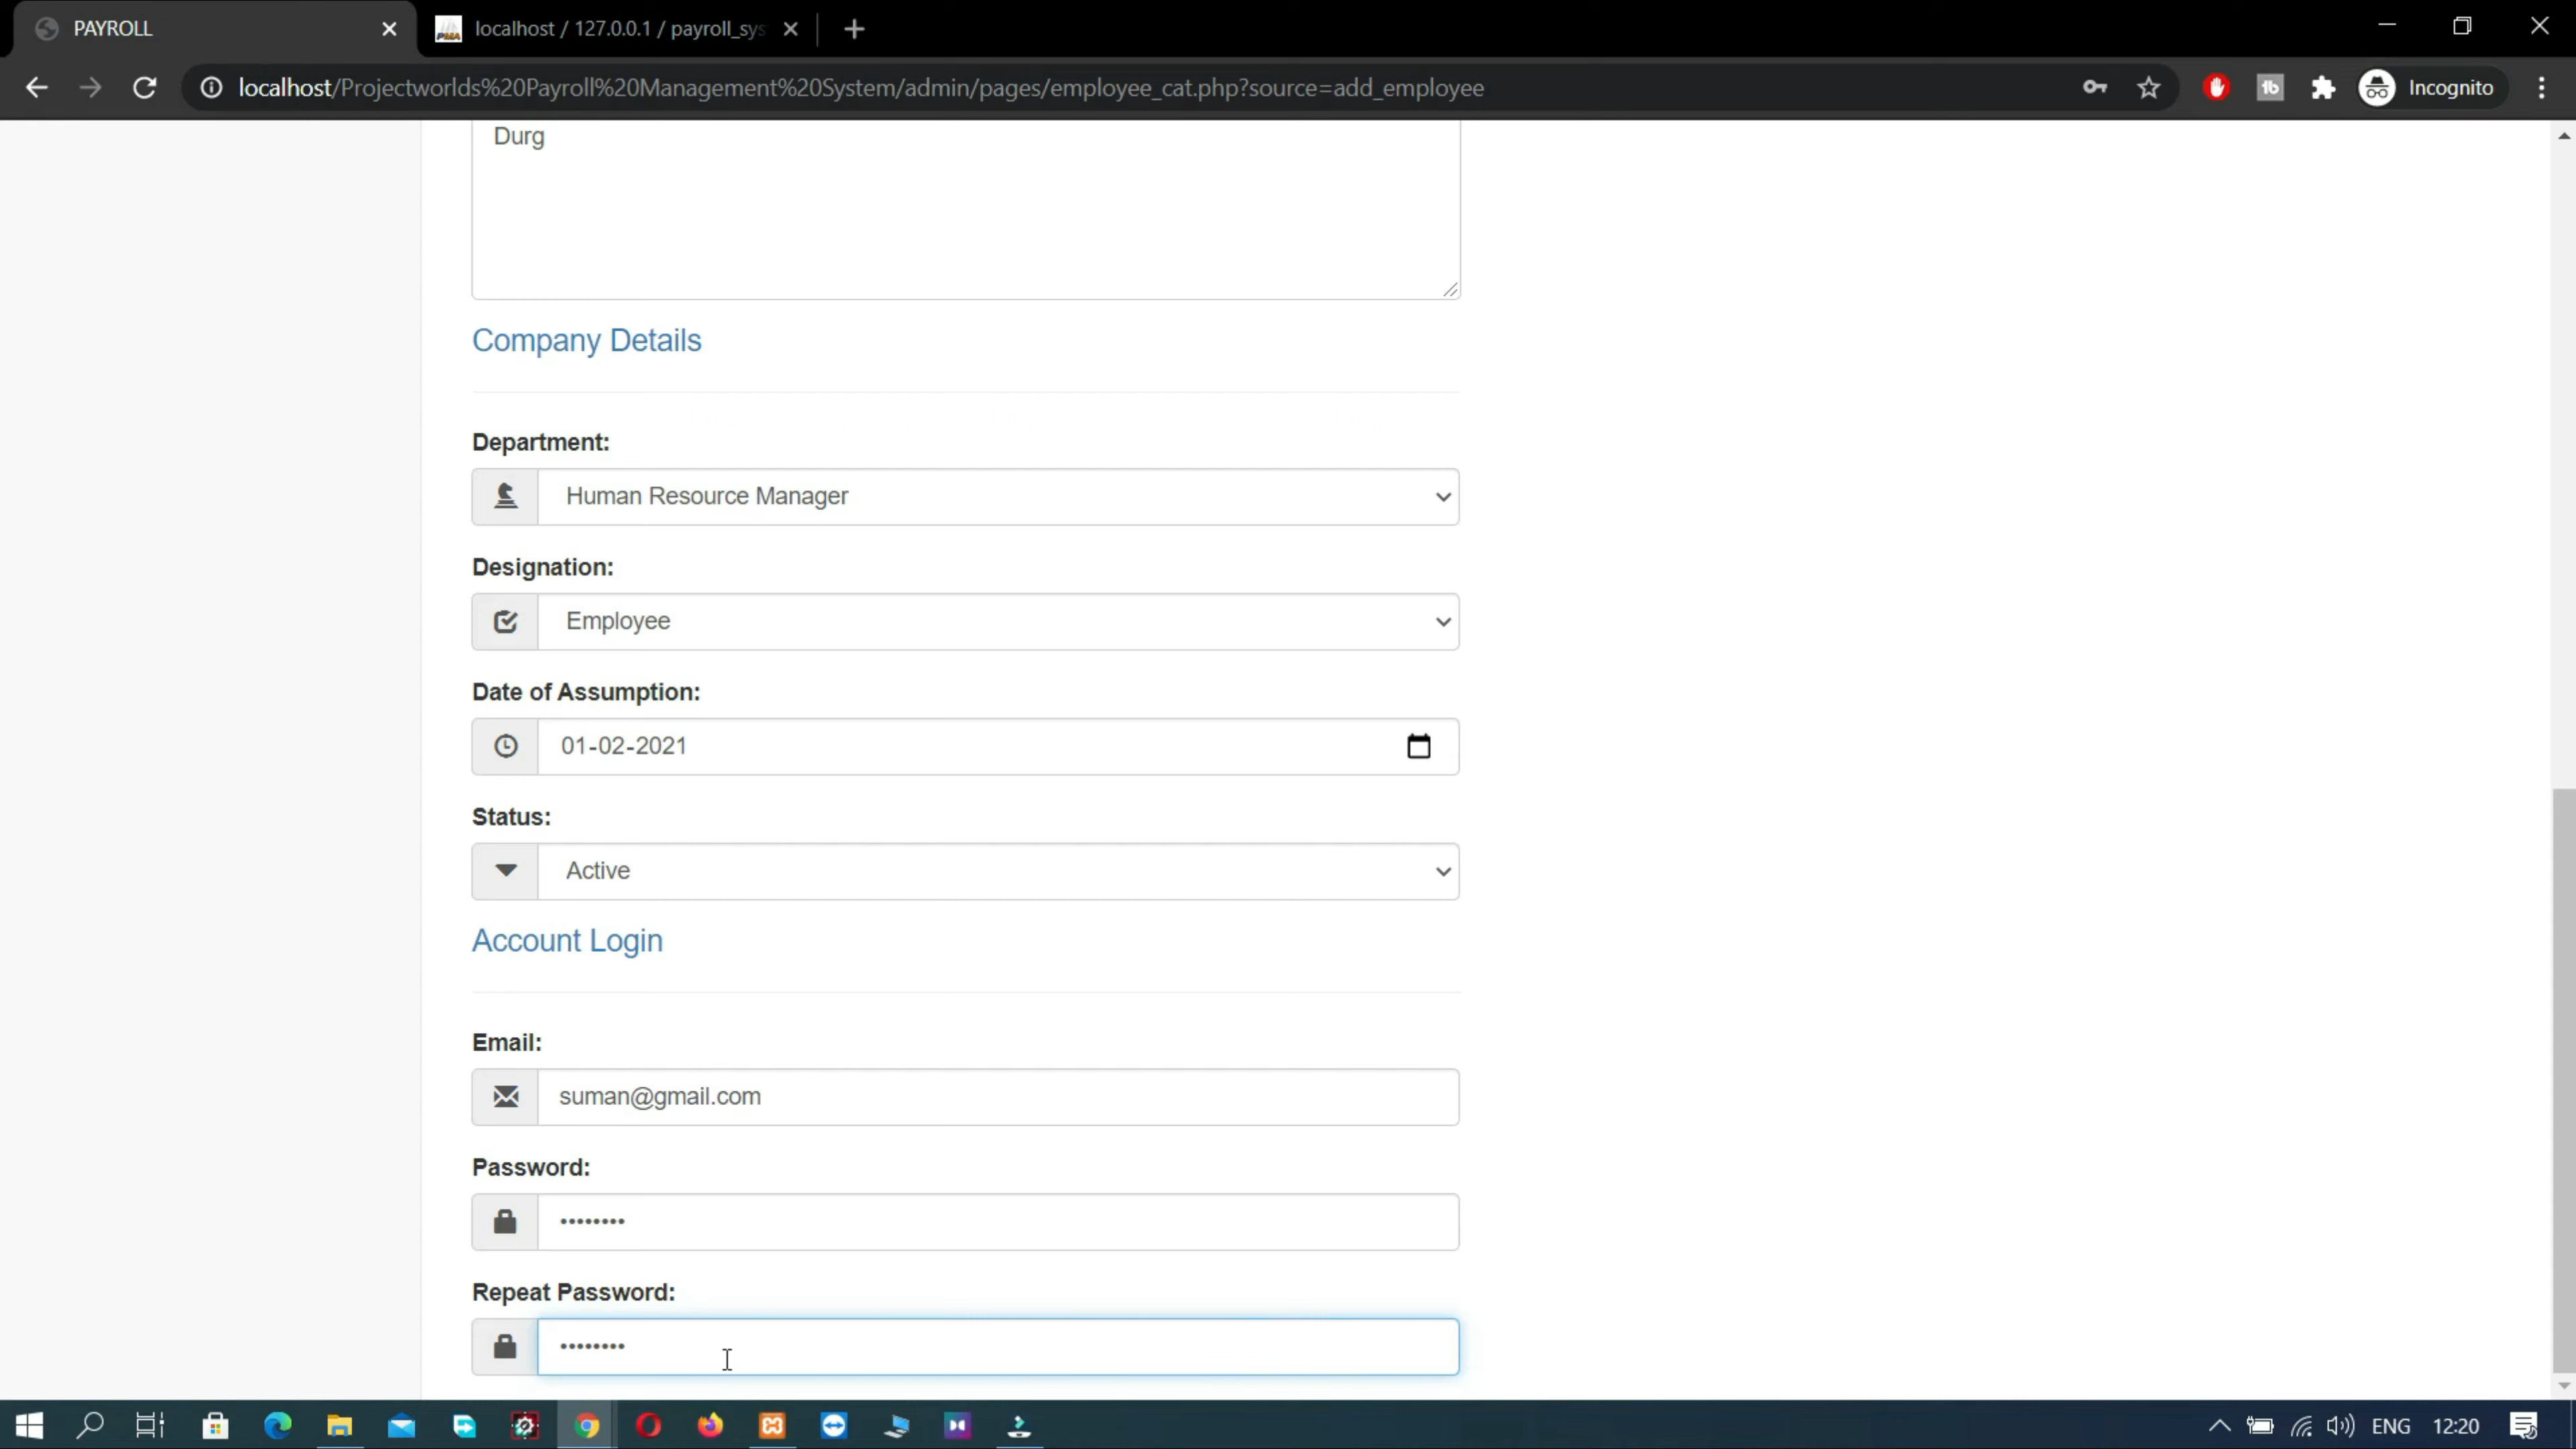 PAYROLL
localhost / 127.0.0.1 / payroll_sys
localhost/Projectworlds%20Payroll%20Management%20System/admin/pages/employee_cat.php?source=add_employee
Incognito
Durg
Company Details
Department:
Human Resource Manager
Designation:
Employee
Date of Assumption:
01-02-2021
Status:
Active
Account Login
Email:
suman@gmail.com
Password:
••••••••
Repeat Password:
••••••••
ENG 12:20